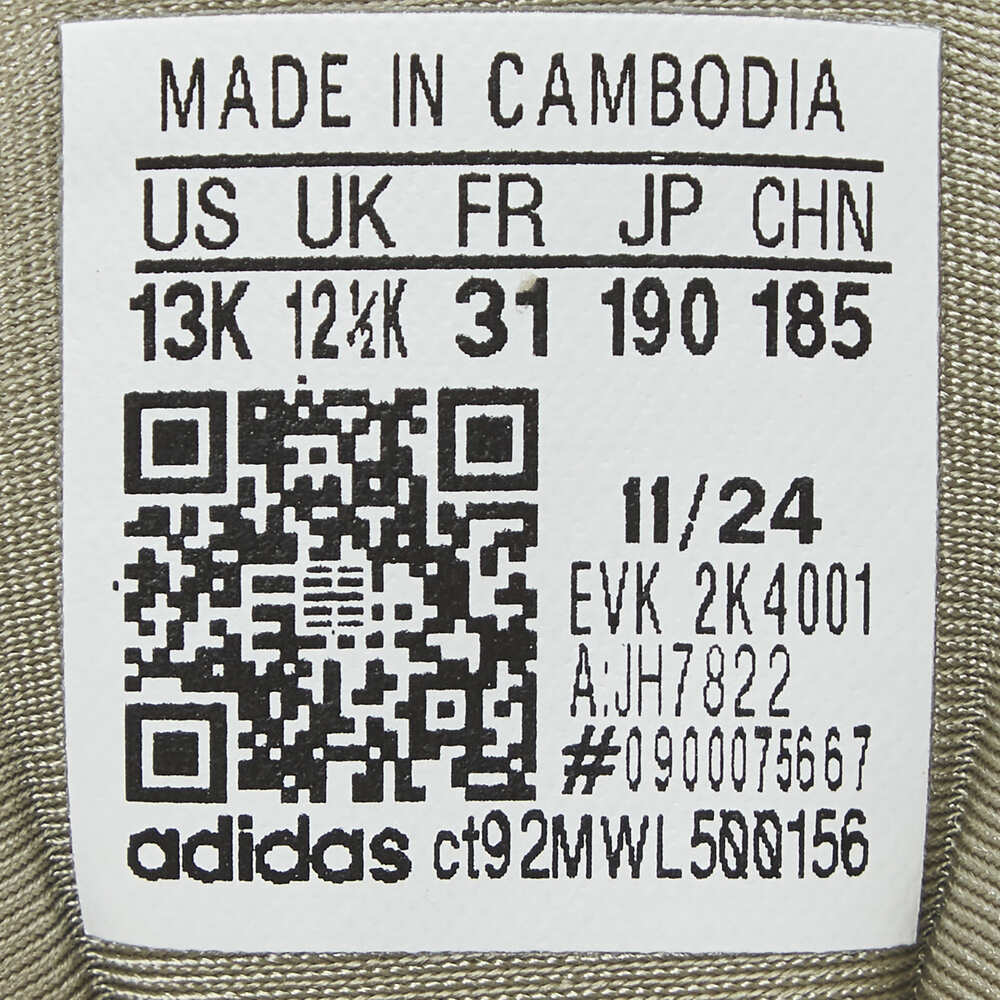 MADE IN CAMBODIA
US UK FR JP CHN
13K 12½K 31 190 185
11/24
EVK 2K4001
A:JH7822
#0900075667
adidas ct92MWL500156